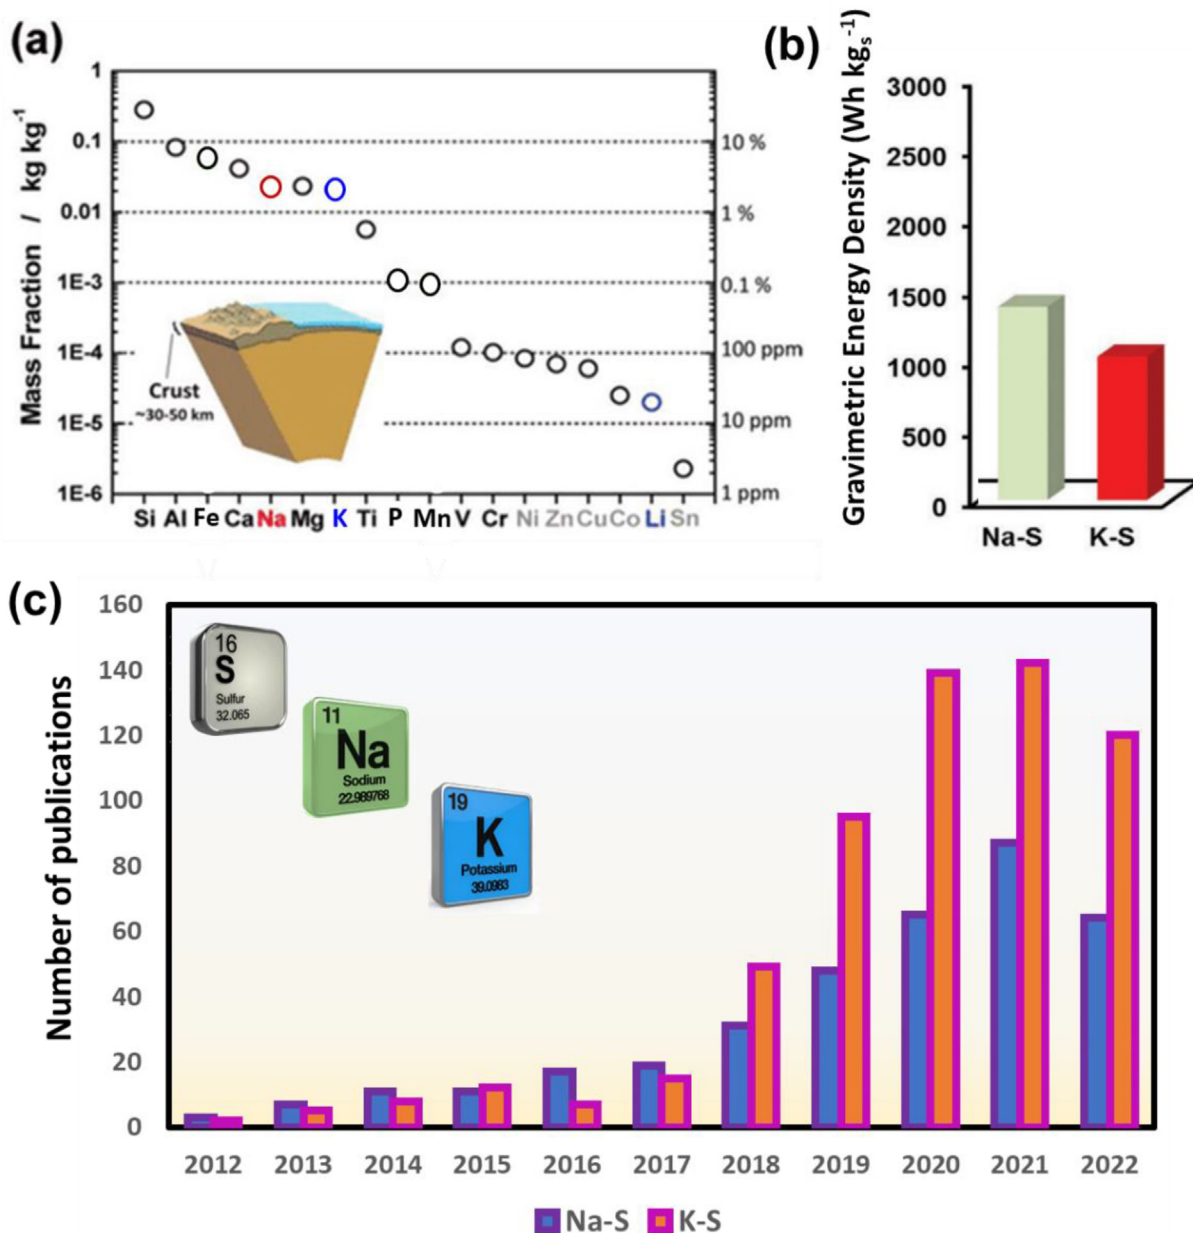 (a)
Mass Fraction / kg kg⁻¹
1
0.1
0.01
1E-3
1E-4
1E-5
1E-6
10 %
1 %
0.1 %
100 ppm
10 ppm
1 ppm
Crust
~30-50 km
Si Al Fe Ca Na Mg K Ti P Mn V Cr Ni Zn Cu Co Li Sn
(b)
Gravimetric Energy Density (Wh kgₛ⁻¹)
3000
2500
2000
1500
1000
500
0
Na-S K-S
(c)
Number of publications
160
140
120
100
80
60
40
20
0
16
S
Sulfur
32.065
11
Na
Sodium
22.989768
19
K
Potassium
39.0983
2012 2013 2014 2015 2016 2017 2018 2019 2020 2021 2022
Na-S K-S